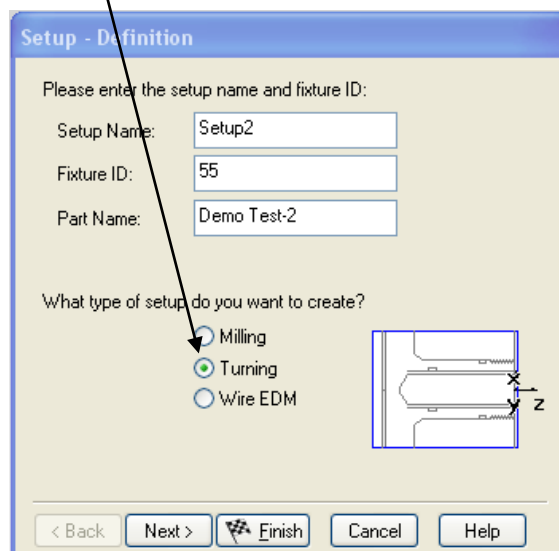 Setup - Definition
Please enter the setup name and fixture ID:
Setup Name: Setup2
Fixture ID: 55
Part Name: Demo Test-2
What type of setup do you want to create?
Milling
Turning
Wire EDM
X
y z
< Back Next > Finish Cancel Help